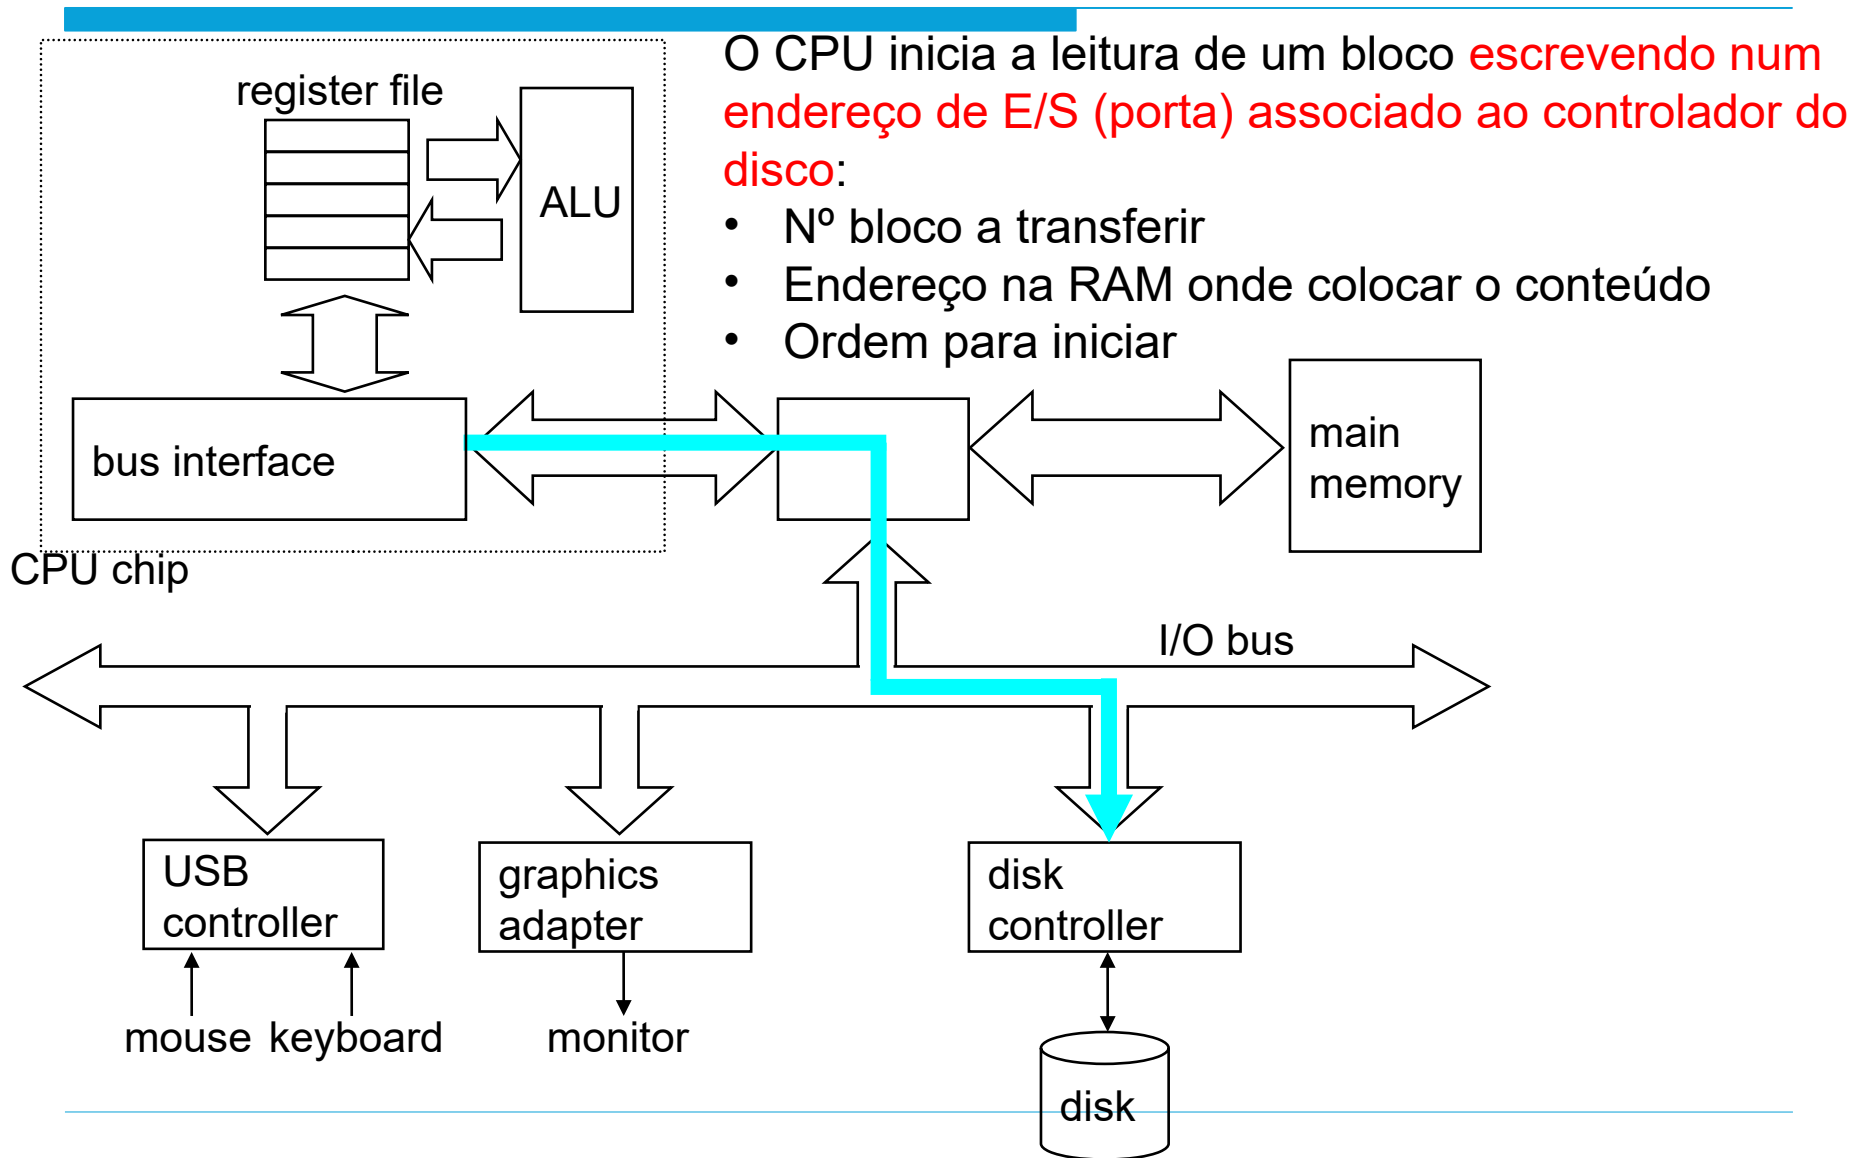 O CPU inicia a leitura de um bloco escrevendo num
endereço de E/S (porta) associado ao controlador do
disco:
• Nº bloco a transferir
• Endereço na RAM onde colocar o conteúdo
• Ordem para iniciar
register file
ALU
bus interface
main
memory
CPU chip
I/O bus
USB
controller
graphics
adapter
disk
controller
mouse
keyboard
monitor
disk